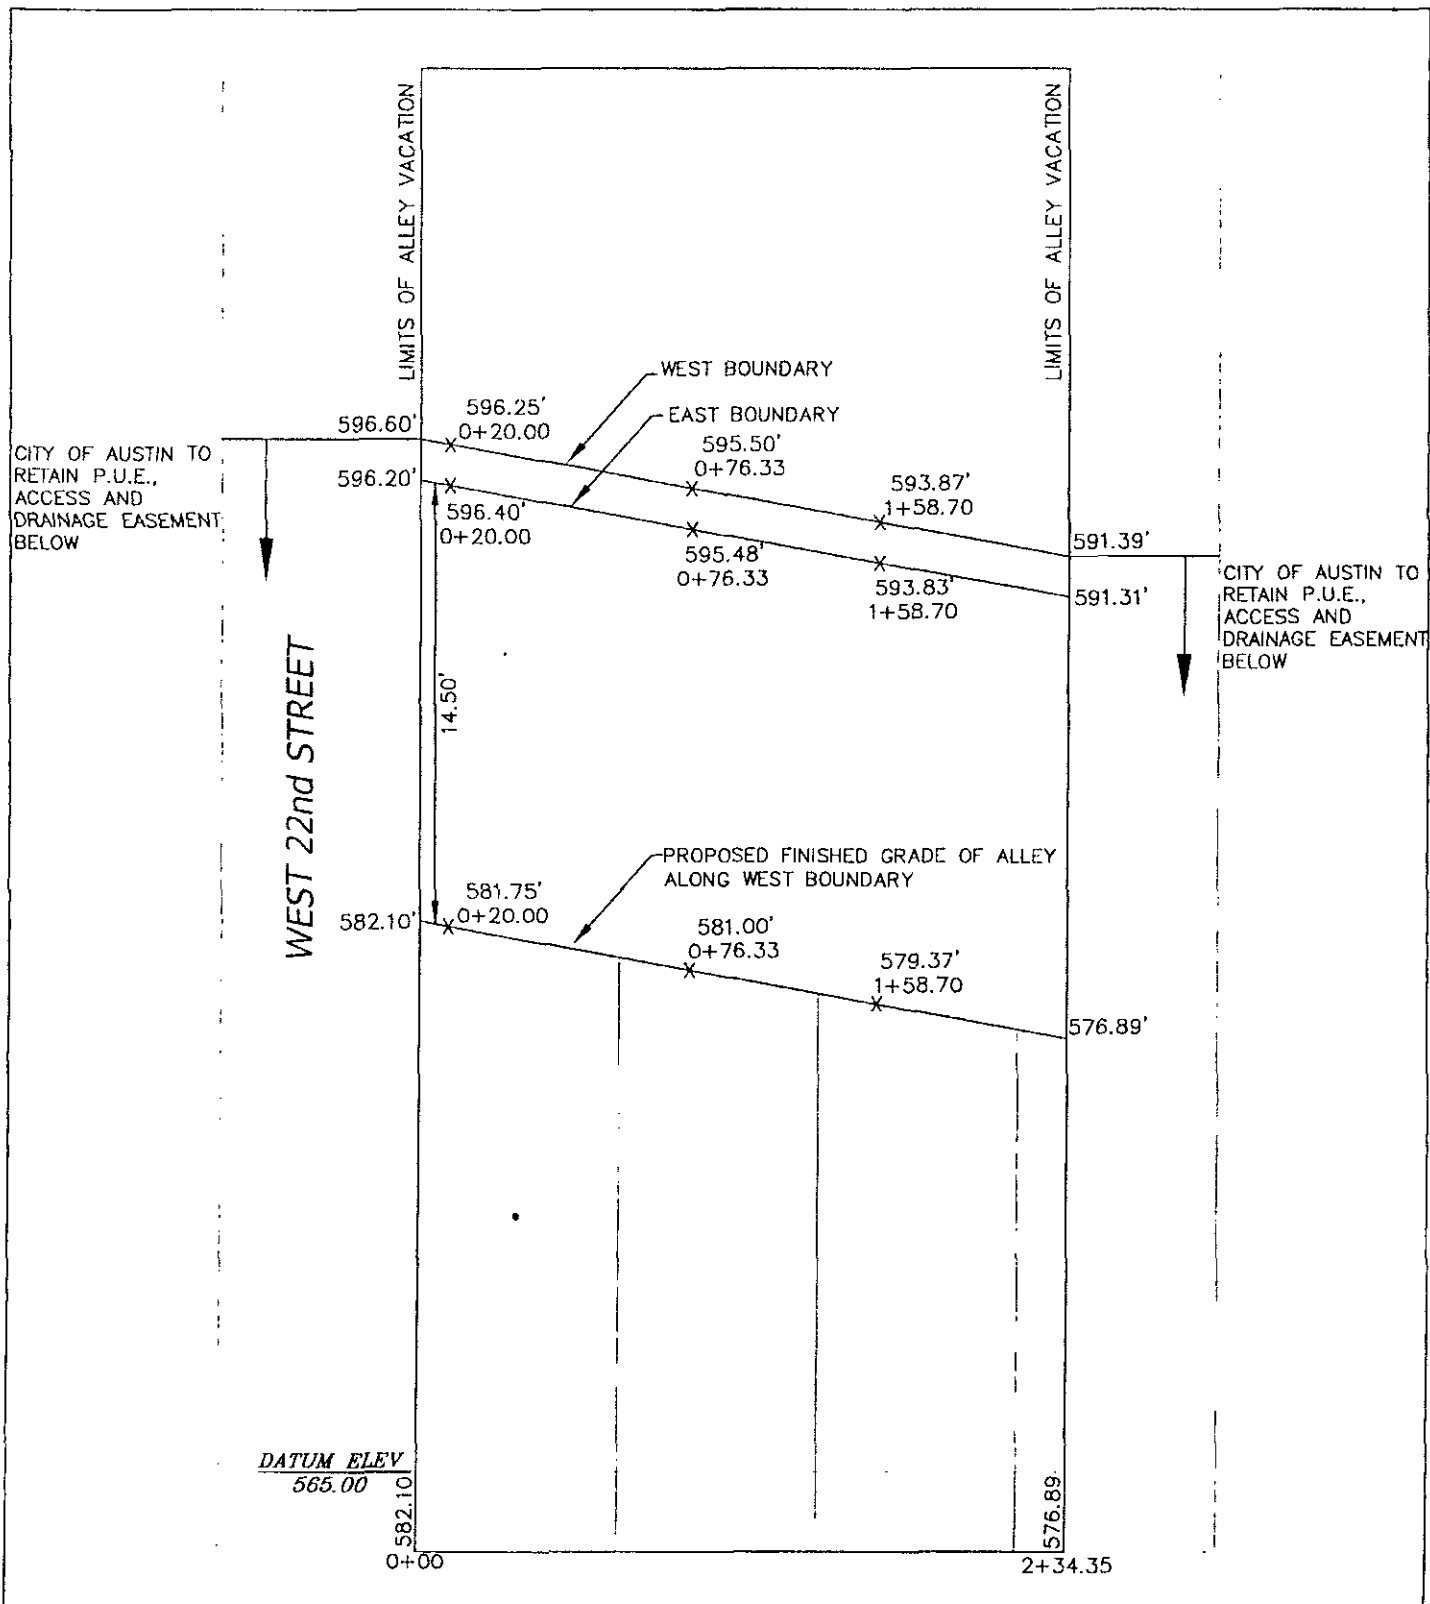 LIMITS OF ALLEY VACATION
LIMITS OF ALLEY VACATION
WEST BOUNDARY
EAST BOUNDARY
596.60'
596.25'
0+20.00
595.50'
0+76.33
593.87'
1+58.70
591.39'
CITY OF AUSTIN TO
RETAIN P.U.E.,
ACCESS AND
DRAINAGE EASEMENT
BELOW
596.20'
596.40'
0+20.00
595.48'
0+76.33
593.83'
1+58.70
591.31'
CITY OF AUSTIN TO
RETAIN P.U.E.,
ACCESS AND
DRAINAGE EASEMENT
BELOW
WEST 22nd STREET
14.50'
PROPOSED FINISHED GRADE OF ALLEY
ALONG WEST BOUNDARY
582.10'
581.75'
0+20.00
581.00'
0+76.33
579.37'
1+58.70
576.89'
DATUM ELEV
565.00
582.10
576.89
0+00
2+34.35